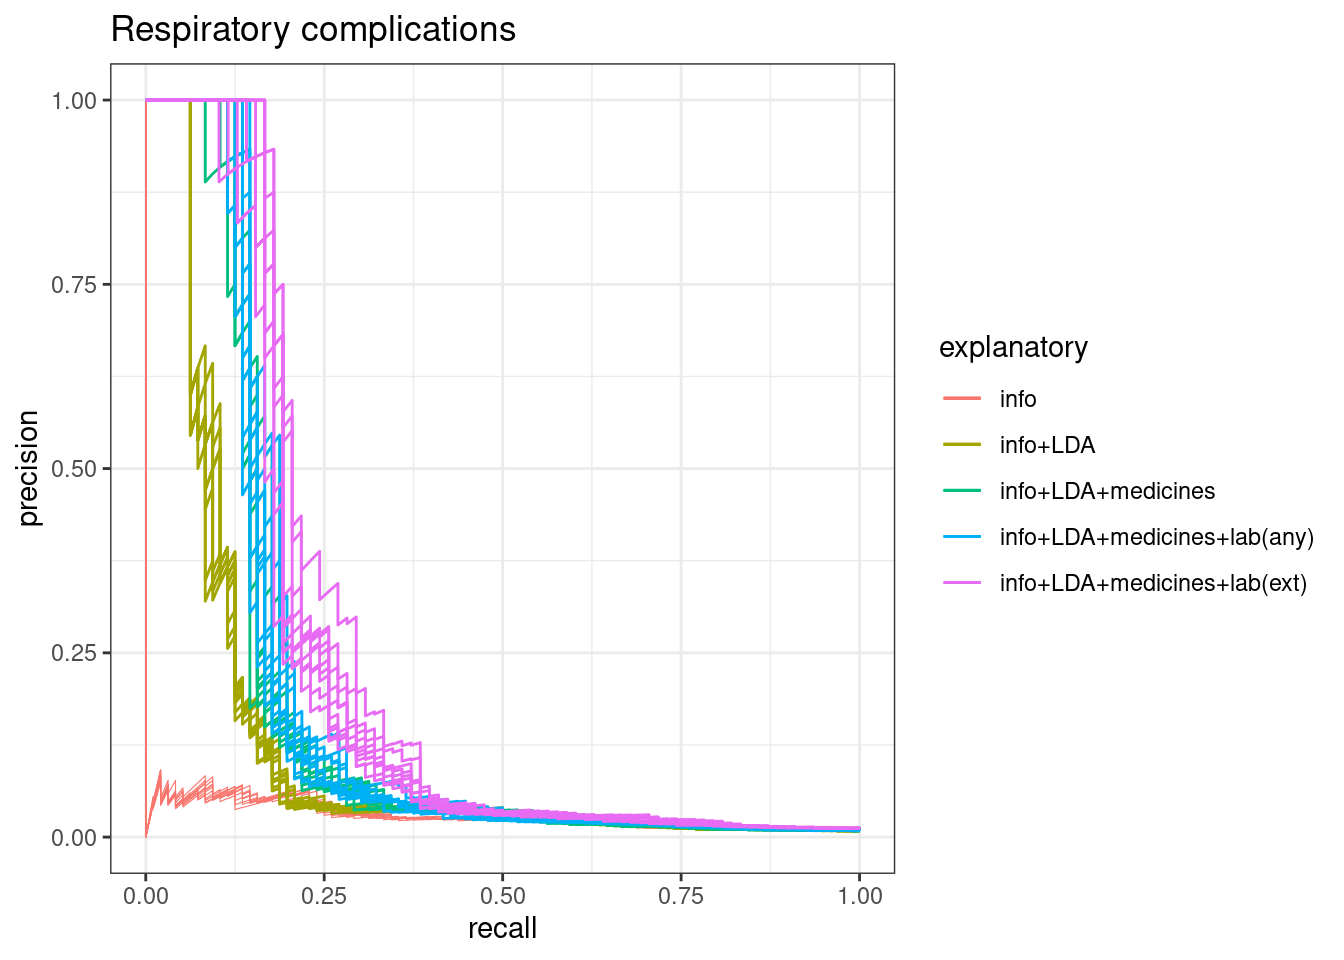 Respiratory complications
1.00
0.75
0.50
0.25
0.00
precision
0.00 0.25 0.50 0.75 1.00
recall
explanatory
info
info+LDA
info+LDA+medicines
info+LDA+medicines+lab(any)
info+LDA+medicines+lab(ext)